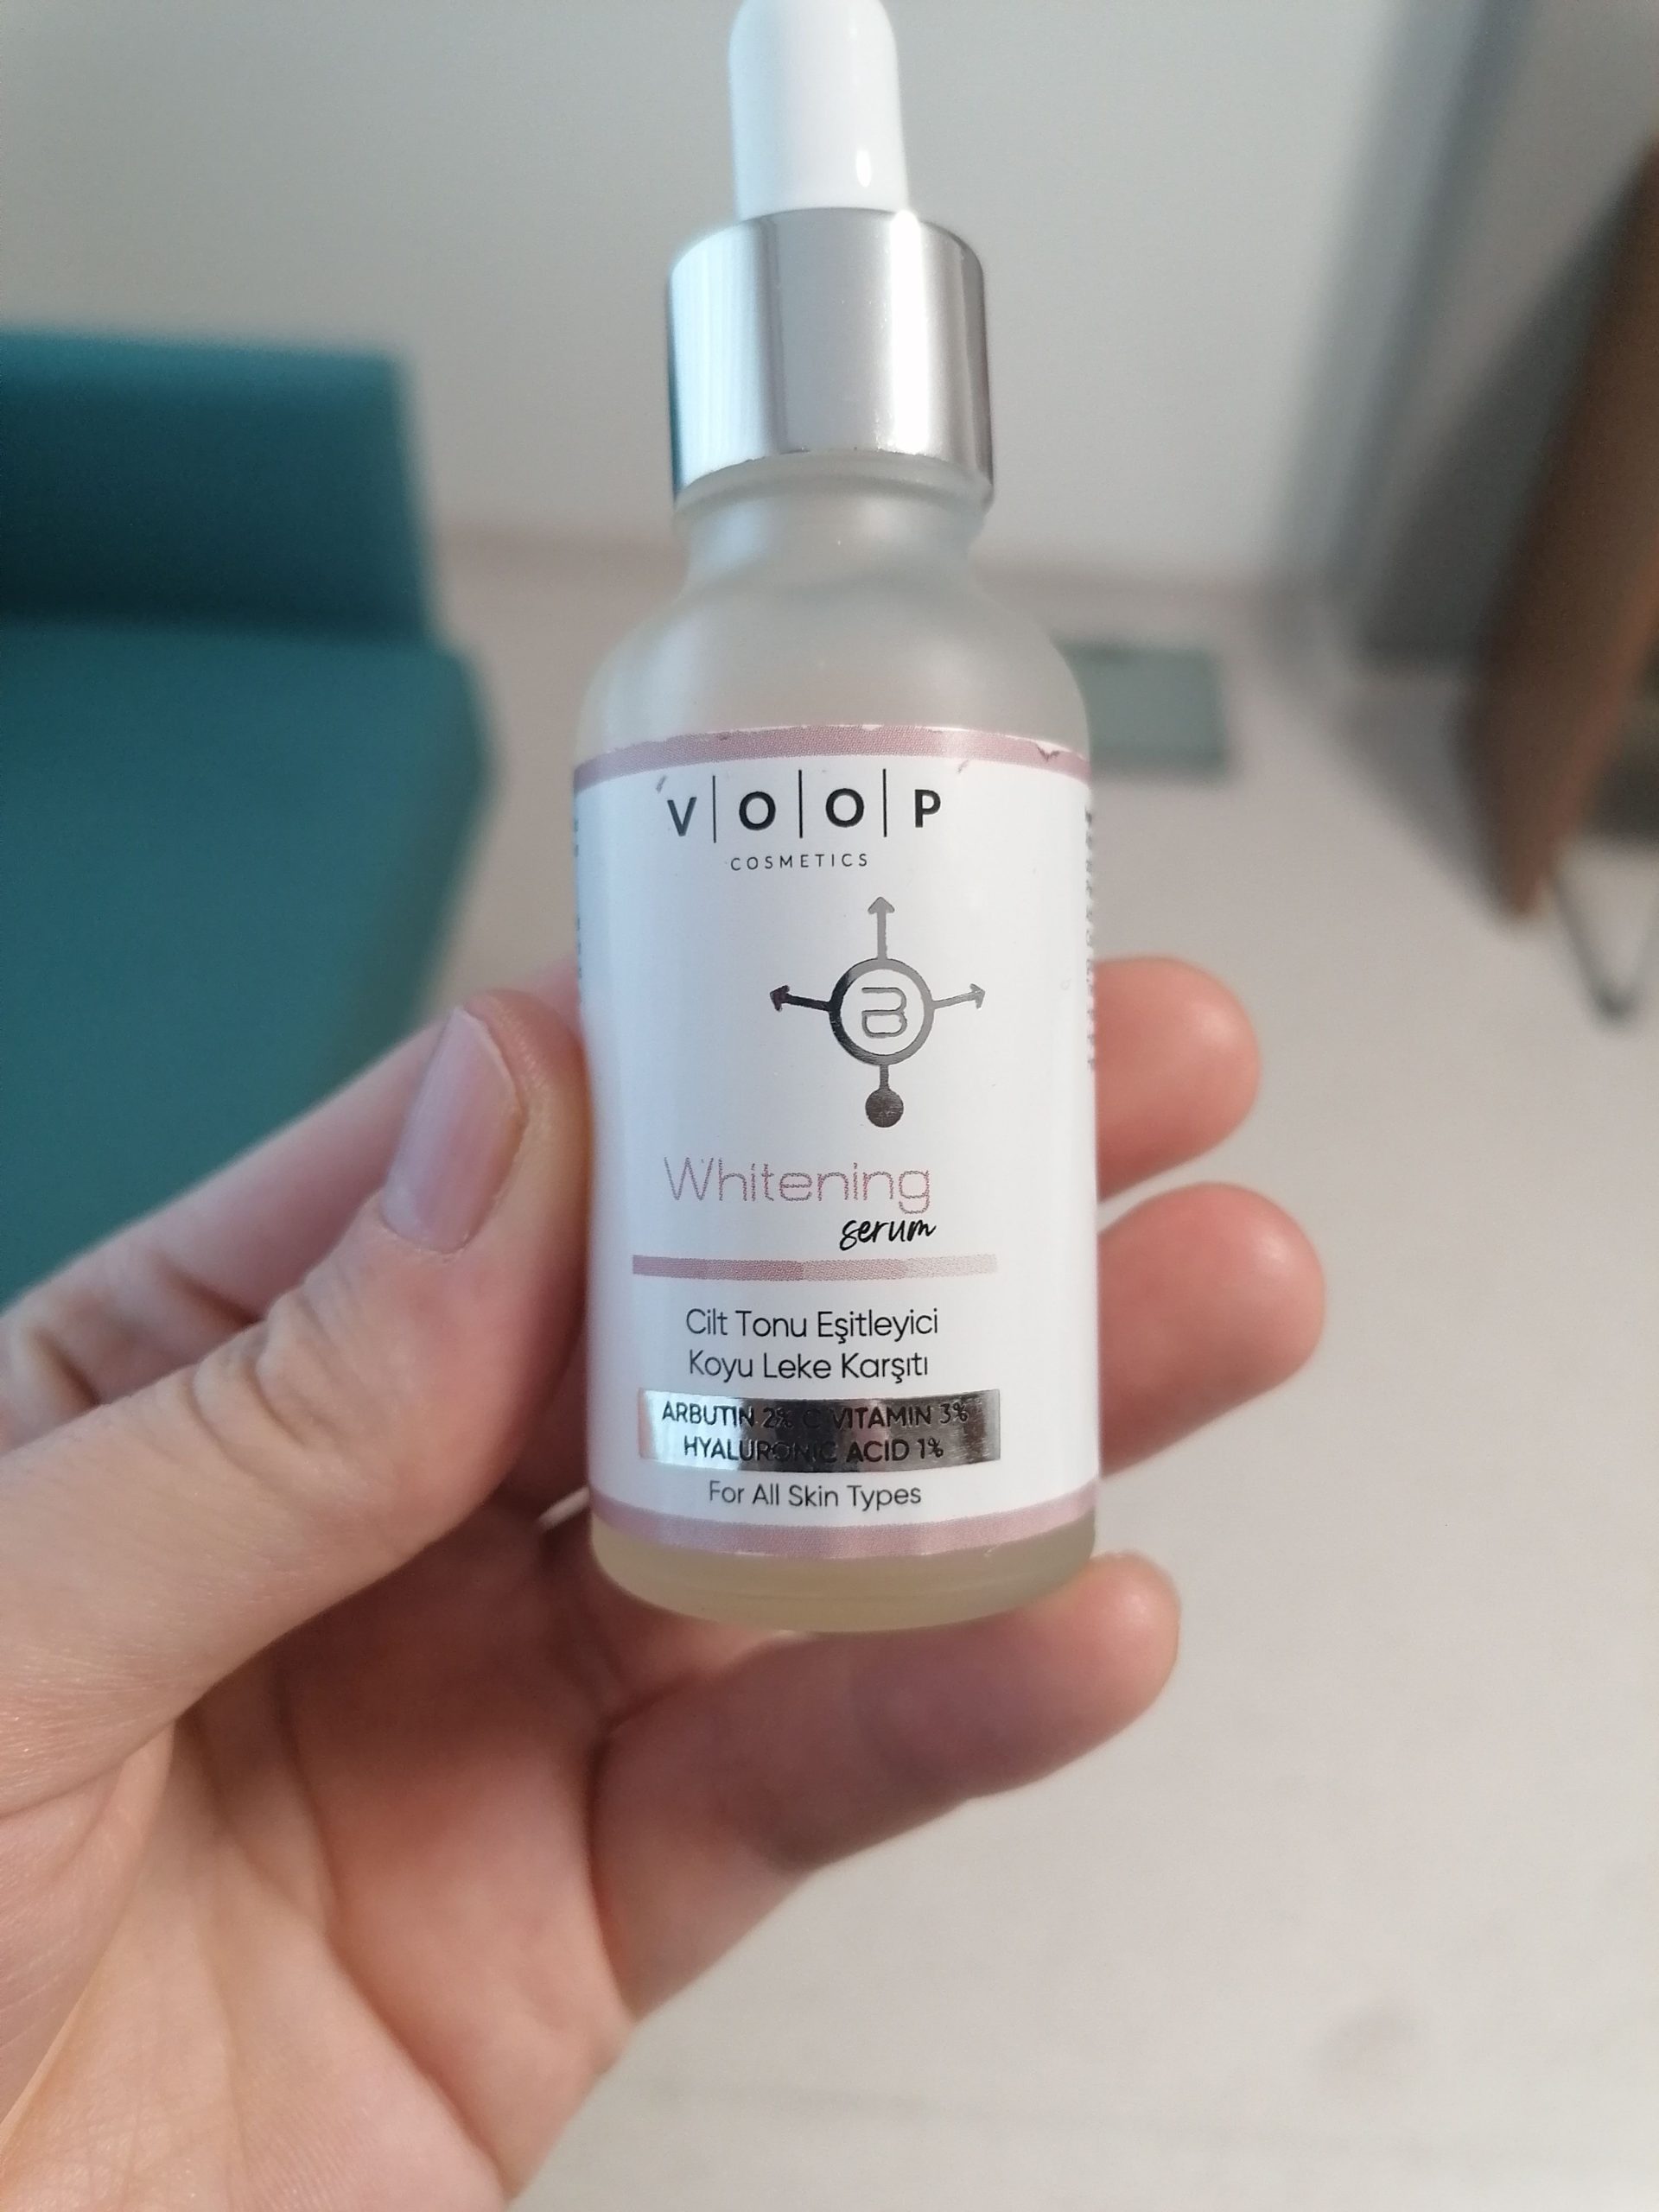 V|O|O|P
COSMETICS
B
Whitening
serum
Cilt Tonu Eşitleyici
Koyu Leke Karşıtı
ARBUTIN 2% C VITAMIN 3%
HYALURONIC ACID 1%
For All Skin Types